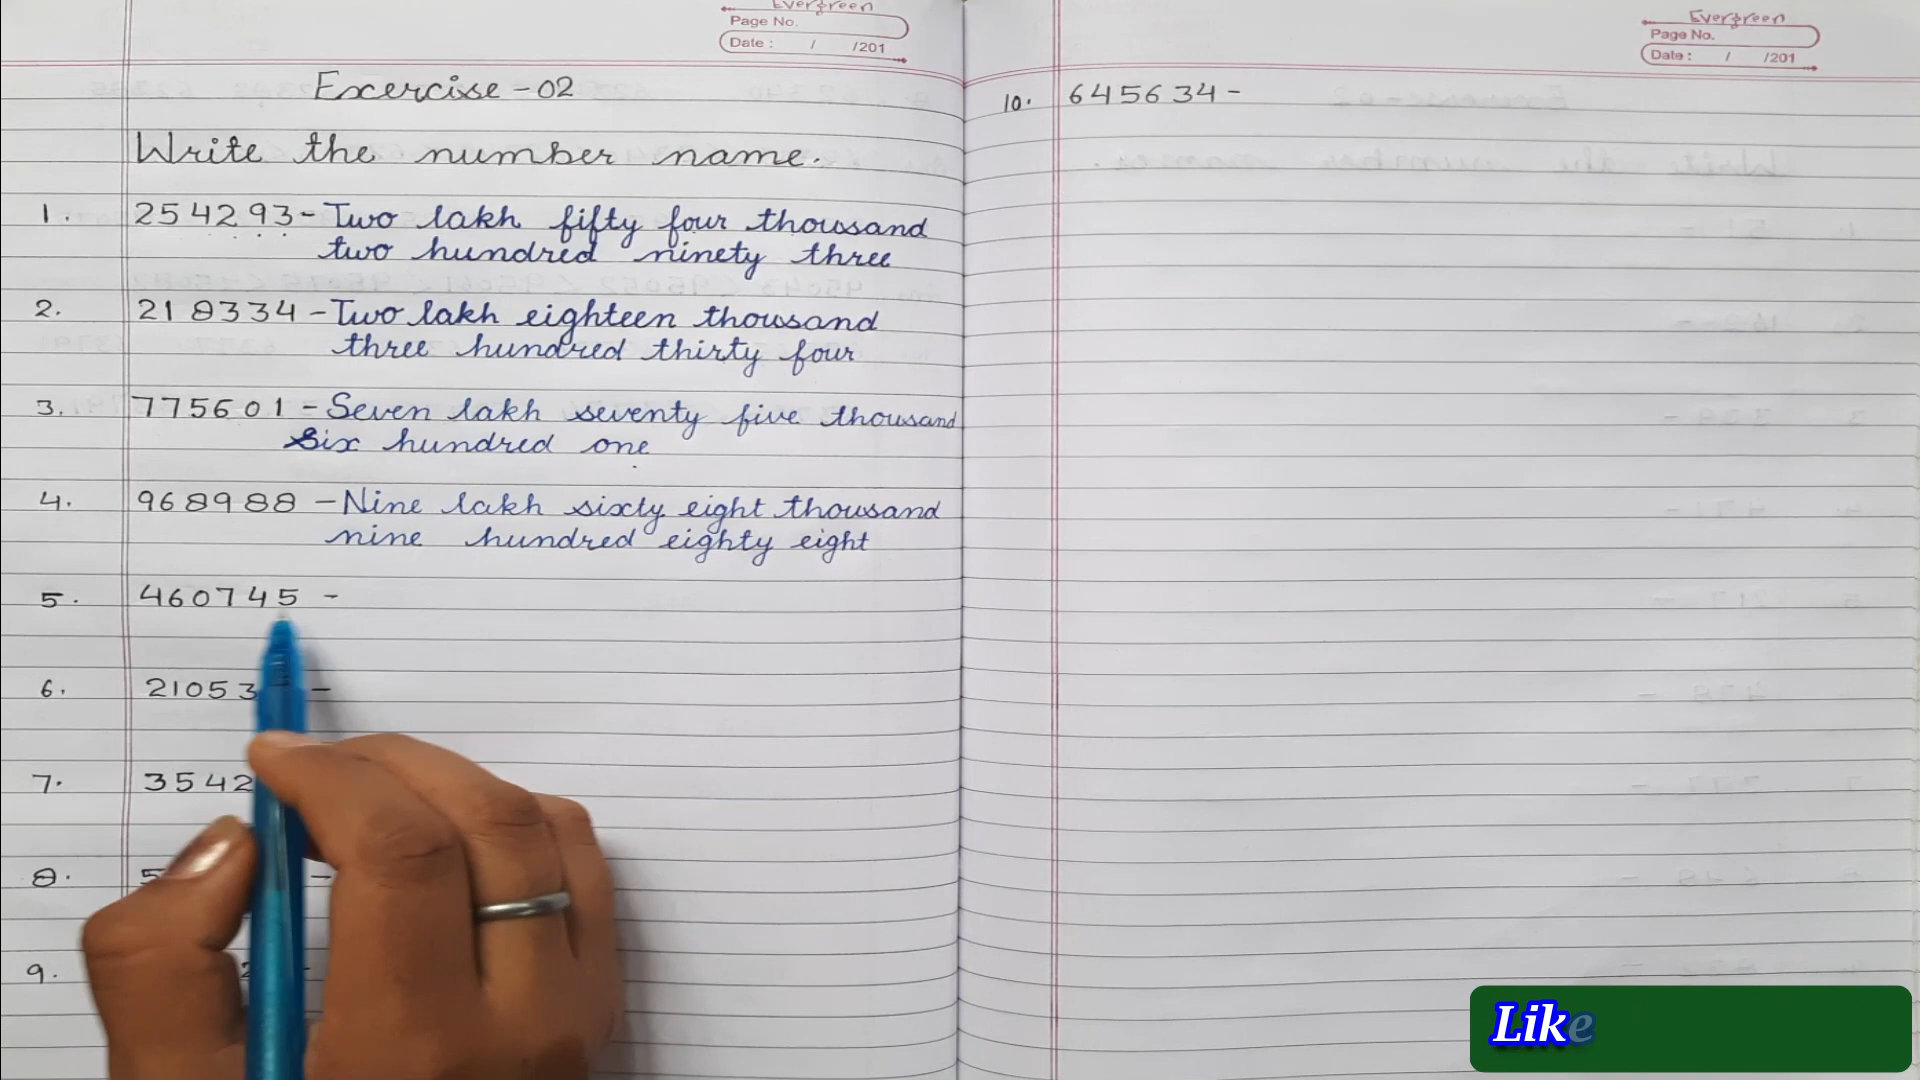 Evergreen
Page No.
Date : / /201
Excercise - 02
Write the number name.
1. 254293 - Two lakh fifty four thousand
two hundred ninety three
2. 218334 - Two lakh eighteen thousand
three hundred thirty four
3. 775601 - Seven lakh seventy five thousand
Six hundred one
4. 968988 - Nine lakh sixty eight thousand
nine hundred eighty eight
5. 460745 -
6. 21053 -
7. 3542
8. 5 -
9. 2 -
Evergreen
Page No.
Date : / /201
10. 645634 -
Like